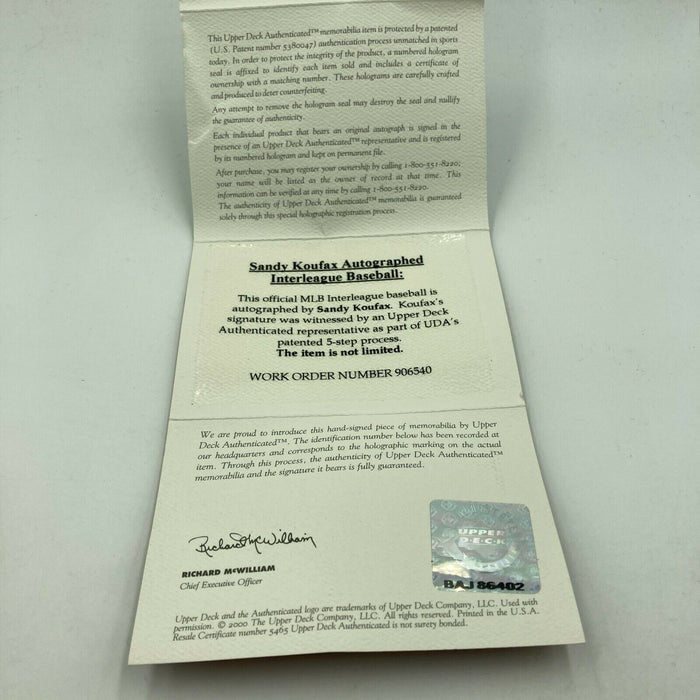 This Upper Deck Authenticated™ memorabilia item is protected by a patented
(U.S. Patent number 5380047) authentication process unmatched in sports
today. In order to protect the integrity of the product, a numbered hologram
seal is affixed to identify each item sold and includes a certificate of
ownership with a matching number. These holograms are carefully crafted
and produced to deter counterfeiting.
Any attempt to remove the hologram seal may destroy the seal and nullify
the guarantee of authenticity.
Each individual product that bears an original autograph is signed in the
presence of an Upper Deck Authenticated™ representative and is registered
by its numbered hologram and kept on permanent file.
After purchase, you may register your ownership by calling 1-800-551-8220;
your name will be listed as the owner of record at that time. This
information can be verified at any time by calling 1-800-551-8220.
The authenticity of Upper Deck Authenticated™ memorabilia is guaranteed
solely through this special holographic registration process.
Sandy Koufax Autographed
Interleague Baseball:
This official MLB Interleague baseball is
autographed by Sandy Koufax. Koufax's
signature was witnessed by an Upper Deck
Authenticated representative as part of UDA's
patented 5-step process.
The item is not limited.
WORK ORDER NUMBER 906540
We are proud to introduce this hand-signed piece of memorabilia by Upper
Deck Authenticated™. The identification number below has been recorded at
our headquarters and corresponds to the holographic marking on the actual
item. Through this process, the authenticity of Upper Deck Authenticated™
memorabilia and the signature it bears is fully guaranteed.
Richard McWilliam
RICHARD McWILLIAM
Chief Executive Officer
UPPER
D·E·C·K
BAJ 86402
Upper Deck and the Authenticated logo are trademarks of Upper Deck Company, LLC. Used with
permission. © 2000 The Upper Deck Company, LLC. All rights reserved. Printed in the U.S.A.
Resale Certificate number 5465 Upper Deck Authenticated is not surety bonded.